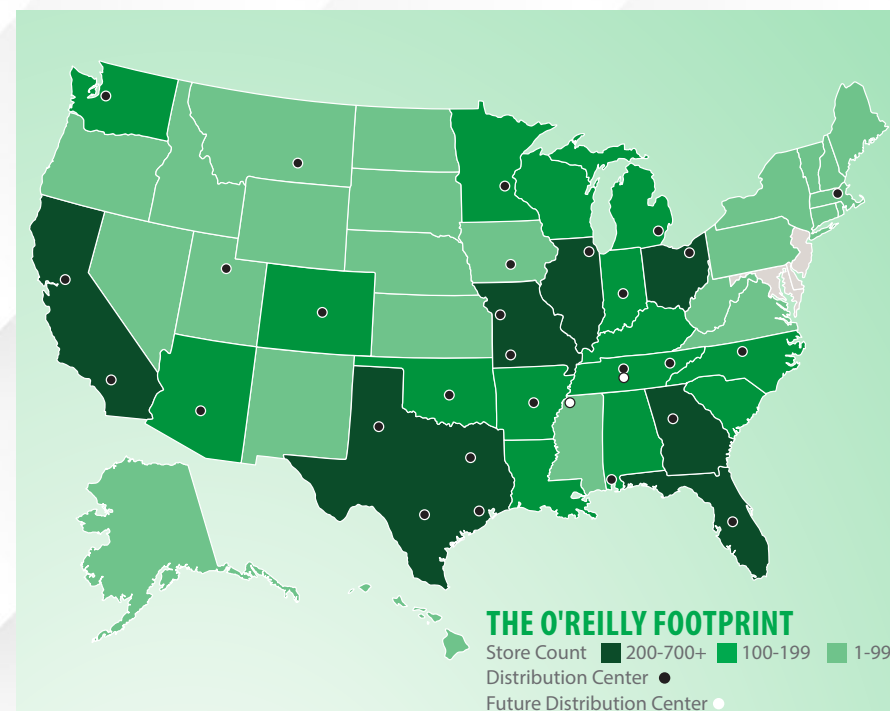 THE O'REILLY FOOTPRINT
Store Count 200-700+ 100-199 1-99
Distribution Center
Future Distribution Center